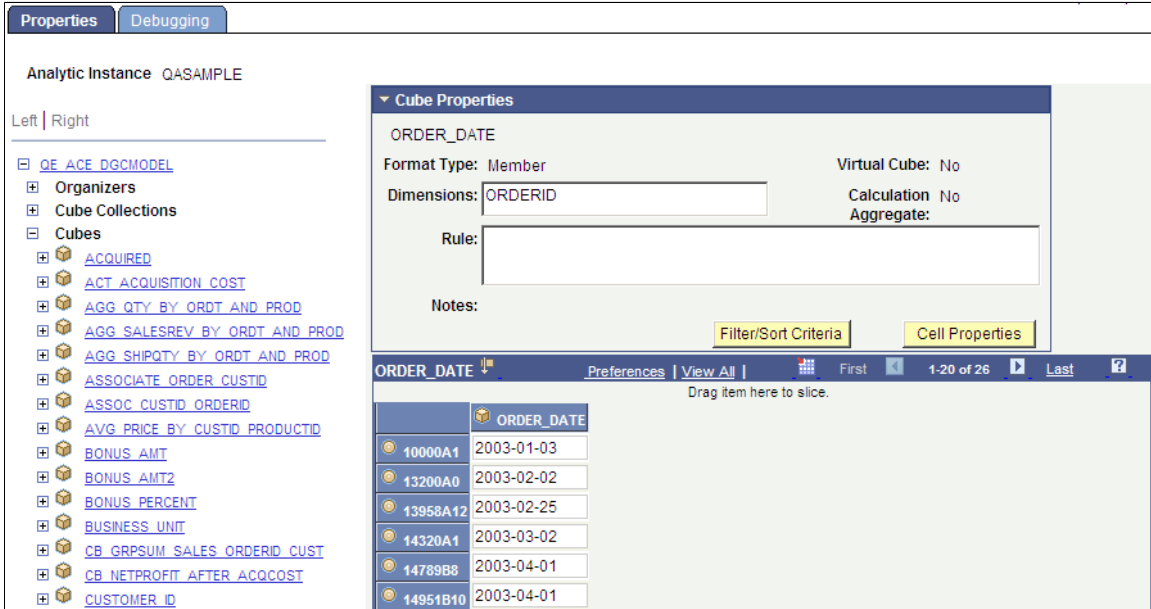 Properties Debugging
Analytic Instance QASAMPLE
Left | Right
QE_ACE_DGCMODEL
Organizers
Cube Collections
Cubes
ACQUIRED
ACT_ACQUISITION_COST
AGG_QTY_BY_ORDT_AND_PROD
AGG_SALESREV_BY_ORDT_AND_PROD
AGG_SHIPQTY_BY_ORDT_AND_PROD
ASSOCIATE_ORDER_CUSTID
ASSOC_CUSTID_ORDERID
AVG_PRICE_BY_CUSTID_PRODUCTID
BONUS_AMT
BONUS_AMT2
BONUS_PERCENT
BUSINESS_UNIT
CB_GRPSUM_SALES_ORDERID_CUST
CB_NETPROFIT_AFTER_ACQCOST
CUSTOMER_ID
Cube Properties
ORDER_DATE
Format Type: Member Virtual Cube: No
Dimensions: ORDERID Calculation No
Aggregate:
Rule:
Notes:
Filter/Sort Criteria Cell Properties
ORDER_DATE Preferences | View All | First 1-20 of 26 Last ?
Drag item here to slice.
ORDER_DATE
10000A1 2003-01-03
13200A0 2003-02-02
13958A12 2003-02-25
14320A1 2003-03-02
14789B8 2003-04-01
14951B10 2003-04-01